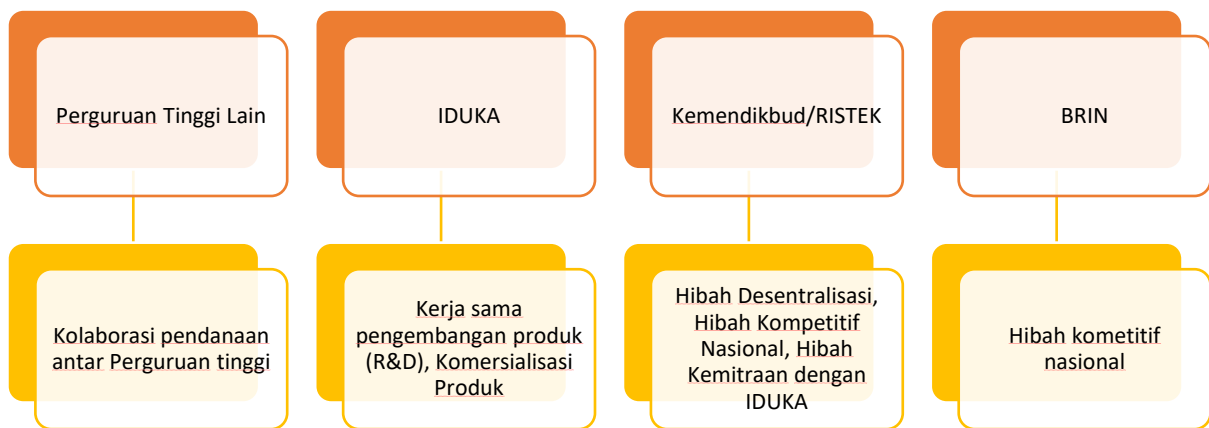 Perguruan Tinggi Lain
IDUKA
Kemendikbud/RISTEK
BRIN
Kolaborasi pendanaan
antar Perguruan tinggi
Kerja sama
pengembangan produk
(R&D), Komersialisasi
Produk
Hibah Desentralisasi,
Hibah Kompetitif
Nasional, Hibah
Kemitraan dengan
IDUKA
Hibah kometitif
nasional